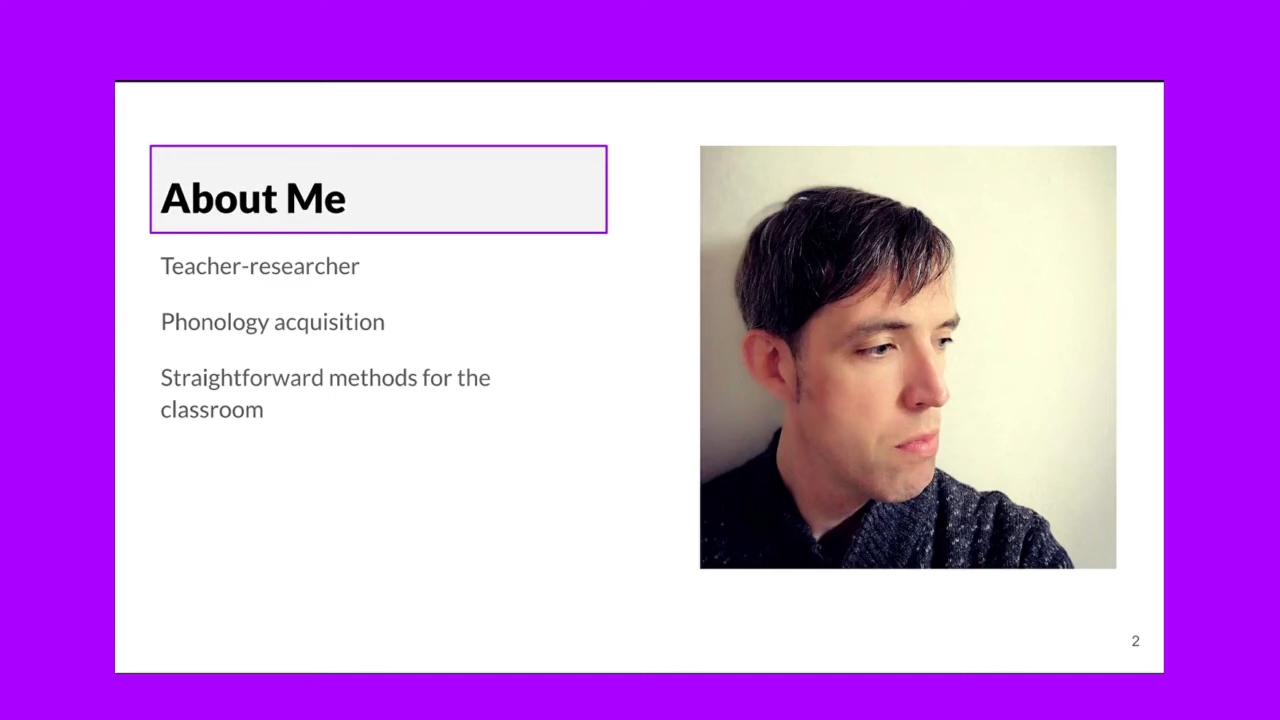 About Me
Teacher-researcher
Phonology acquisition
Straightforward methods for the
classroom
2